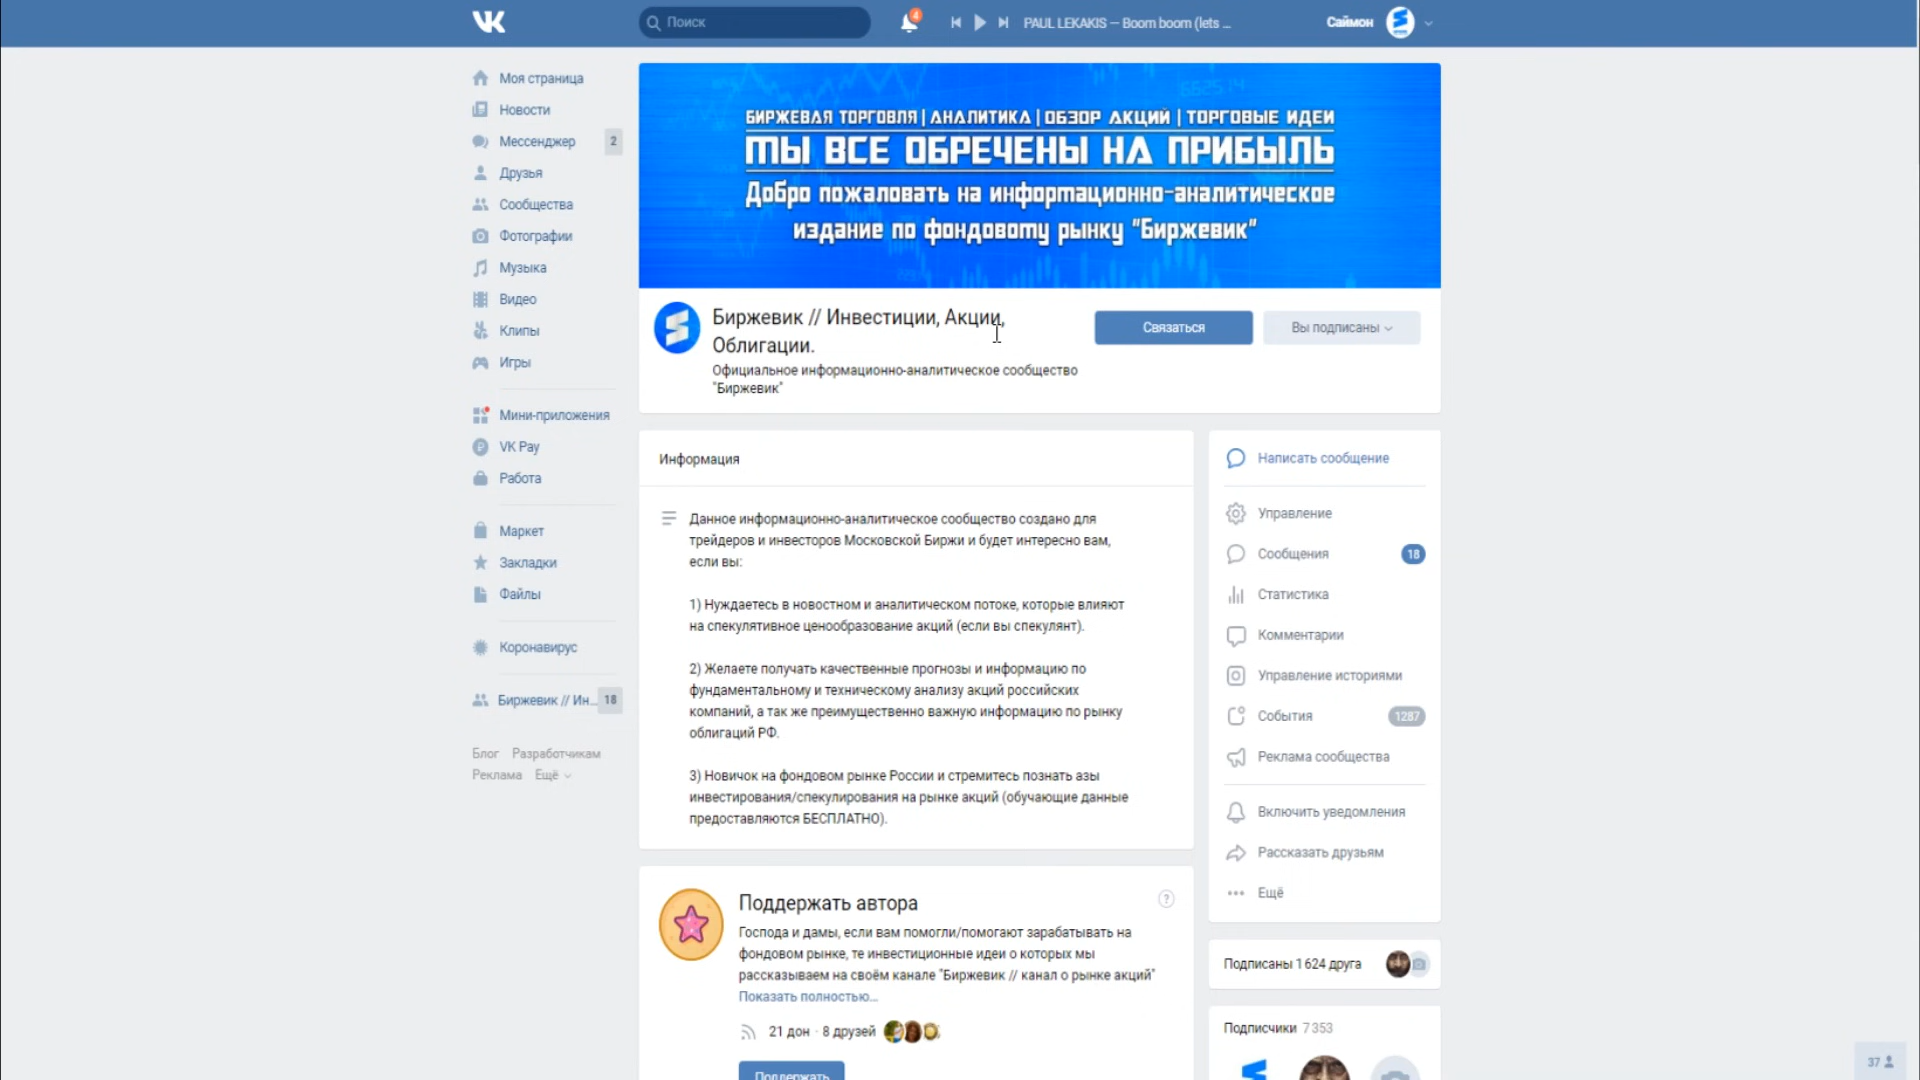 Поиск
4
PAUL LEKAKIS – Boom boom (lets ...
Саймон
Моя страница
Новости
Мессенджер 2
Друзья
Сообщества
Фотографии
Музыка
Видео
Клипы
Игры
Мини-приложения
VK Pay
Работа
Маркет
Закладки
Файлы
Коронавирус
Биржевик // Ин... 18
Блог Разработчикам
Реклама Ещё
БИРЖЕВАЯ ТОРГОВЛЯ | АНАЛИТИКА | ОБЗОР АКЦИЙ | ТОРГОВЫЕ ИДЕИ
МЫ ВСЕ ОБРЕЧЕНЫ НА ПРИБЫЛЬ
Добро пожаловать на информационно-аналитическое
издание по фондовому рынку "Биржевик"
Биржевик // Инвестиции, Акции,
Облигации.
Официальное информационно-аналитическое сообщество
"Биржевик"
Связаться
Вы подписаны
Информация
Данное информационно-аналитическое сообщество создано для
трейдеров и инвесторов Московской Биржи и будет интересно вам,
если вы:
1) Нуждаетесь в новостном и аналитическом потоке, которые влияют
на спекулятивное ценообразование акций (если вы спекулянт).
2) Желаете получать качественные прогнозы и информацию по
фундаментальному и техническому анализу акций российских
компаний, а так же преимущественно важную информацию по рынку
облигаций РФ.
3) Новичок на фондовом рынке России и стремитесь познать азы
инвестирования/спекулирования на рынке акций (обучающие данные
предоставляются БЕСПЛАТНО).
Поддержать автора
?
Господа и дамы, если вам помогли/помогают зарабатывать на
фондовом рынке, те инвестиционные идеи о которых мы
рассказываем на своём канале "Биржевик // канал о рынке акций"
Показать полностью...
21 дон · 8 друзей
Поддержать
Написать сообщение
Управление
Сообщения 18
Статистика
Комментарии
Управление историями
События 1287
Реклама сообщества
Включить уведомления
Рассказать друзьям
Ещё
Подписаны 1 624 друга
Подписчики 7 353
37